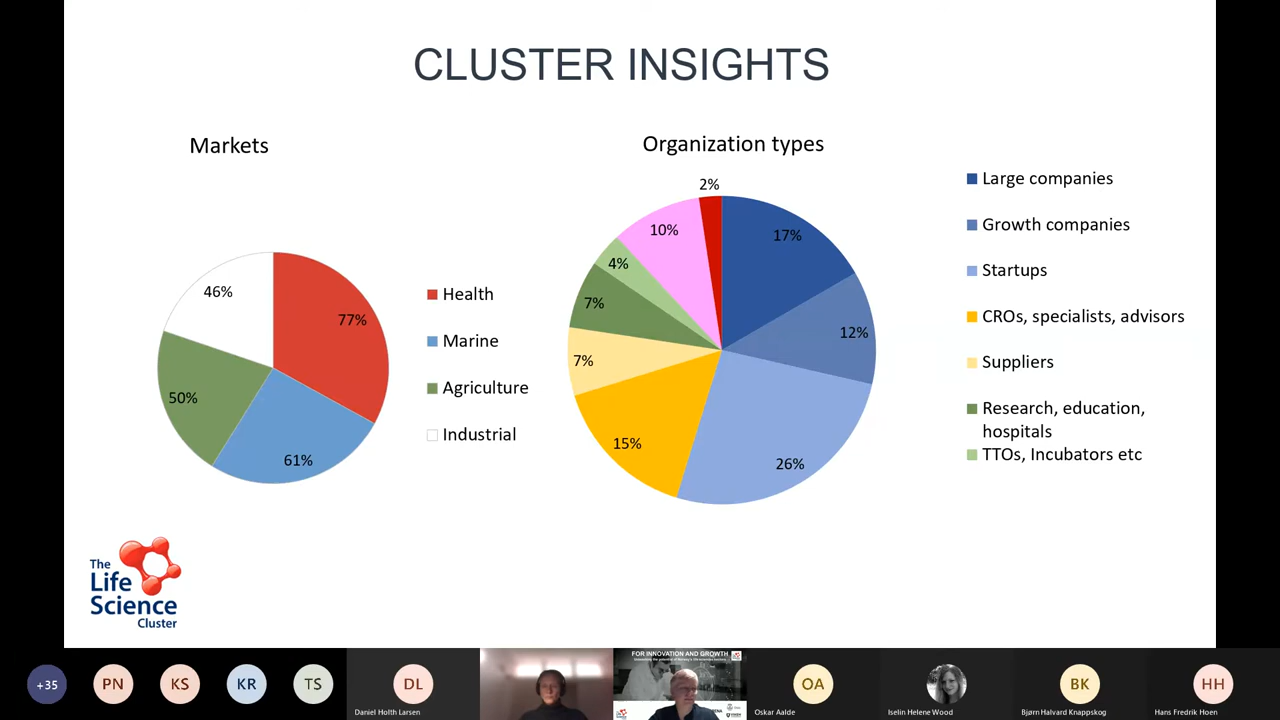 CLUSTER INSIGHTS
Markets
46%
77%
50%
61%
Health
Marine
Agriculture
Industrial
Organization types
2%
10%
17%
4%
7%
12%
7%
15%
26%
Large companies
Growth companies
Startups
CROs, specialists, advisors
Suppliers
Research, education,
hospitals
TTOs, Incubators etc
The
Life
Science
Cluster
+35
PN
KS
KR
TS
DL
Daniel Holth Larsen
FOR INNOVATION AND GROWTH
OA
Oskar Aalde
Iselin Helene Wood
BK
Bjørn Halvard Knappskog
HH
Hans Fredrik Hoen